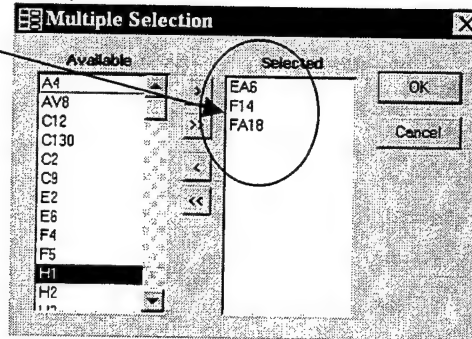 Multiple Selection
Available
Selected
A4
AV8
C12
C130
C2
C9
E2
E6
F4
F5
H1
H2
>
>>
<
<<
EA6
F14
FA18
OK
Cancel